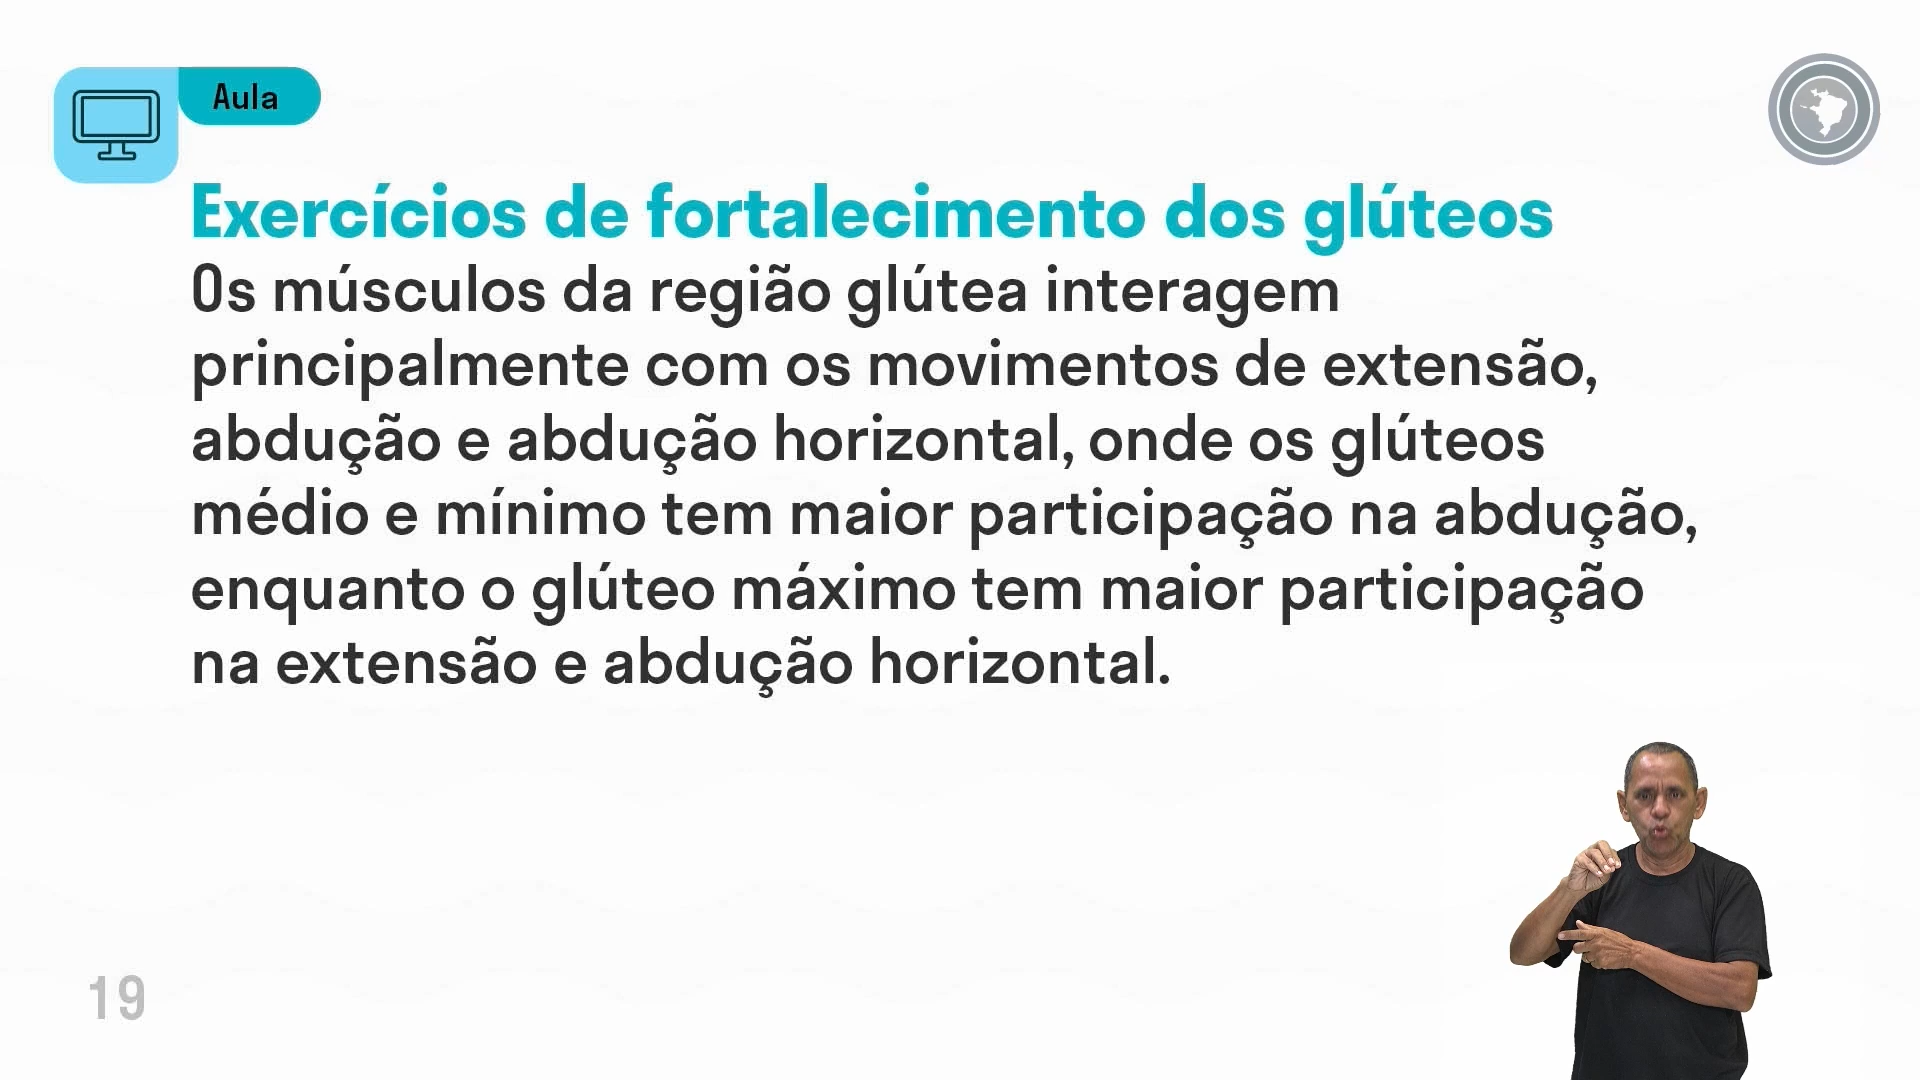 Aula
Exercícios de fortalecimento dos glúteos
Os músculos da região glútea interagem
principalmente com os movimentos de extensão,
abdução e abdução horizontal, onde os glúteos
médio e mínimo tem maior participação na abdução,
enquanto o glúteo máximo tem maior participação
na extensão e abdução horizontal.
19